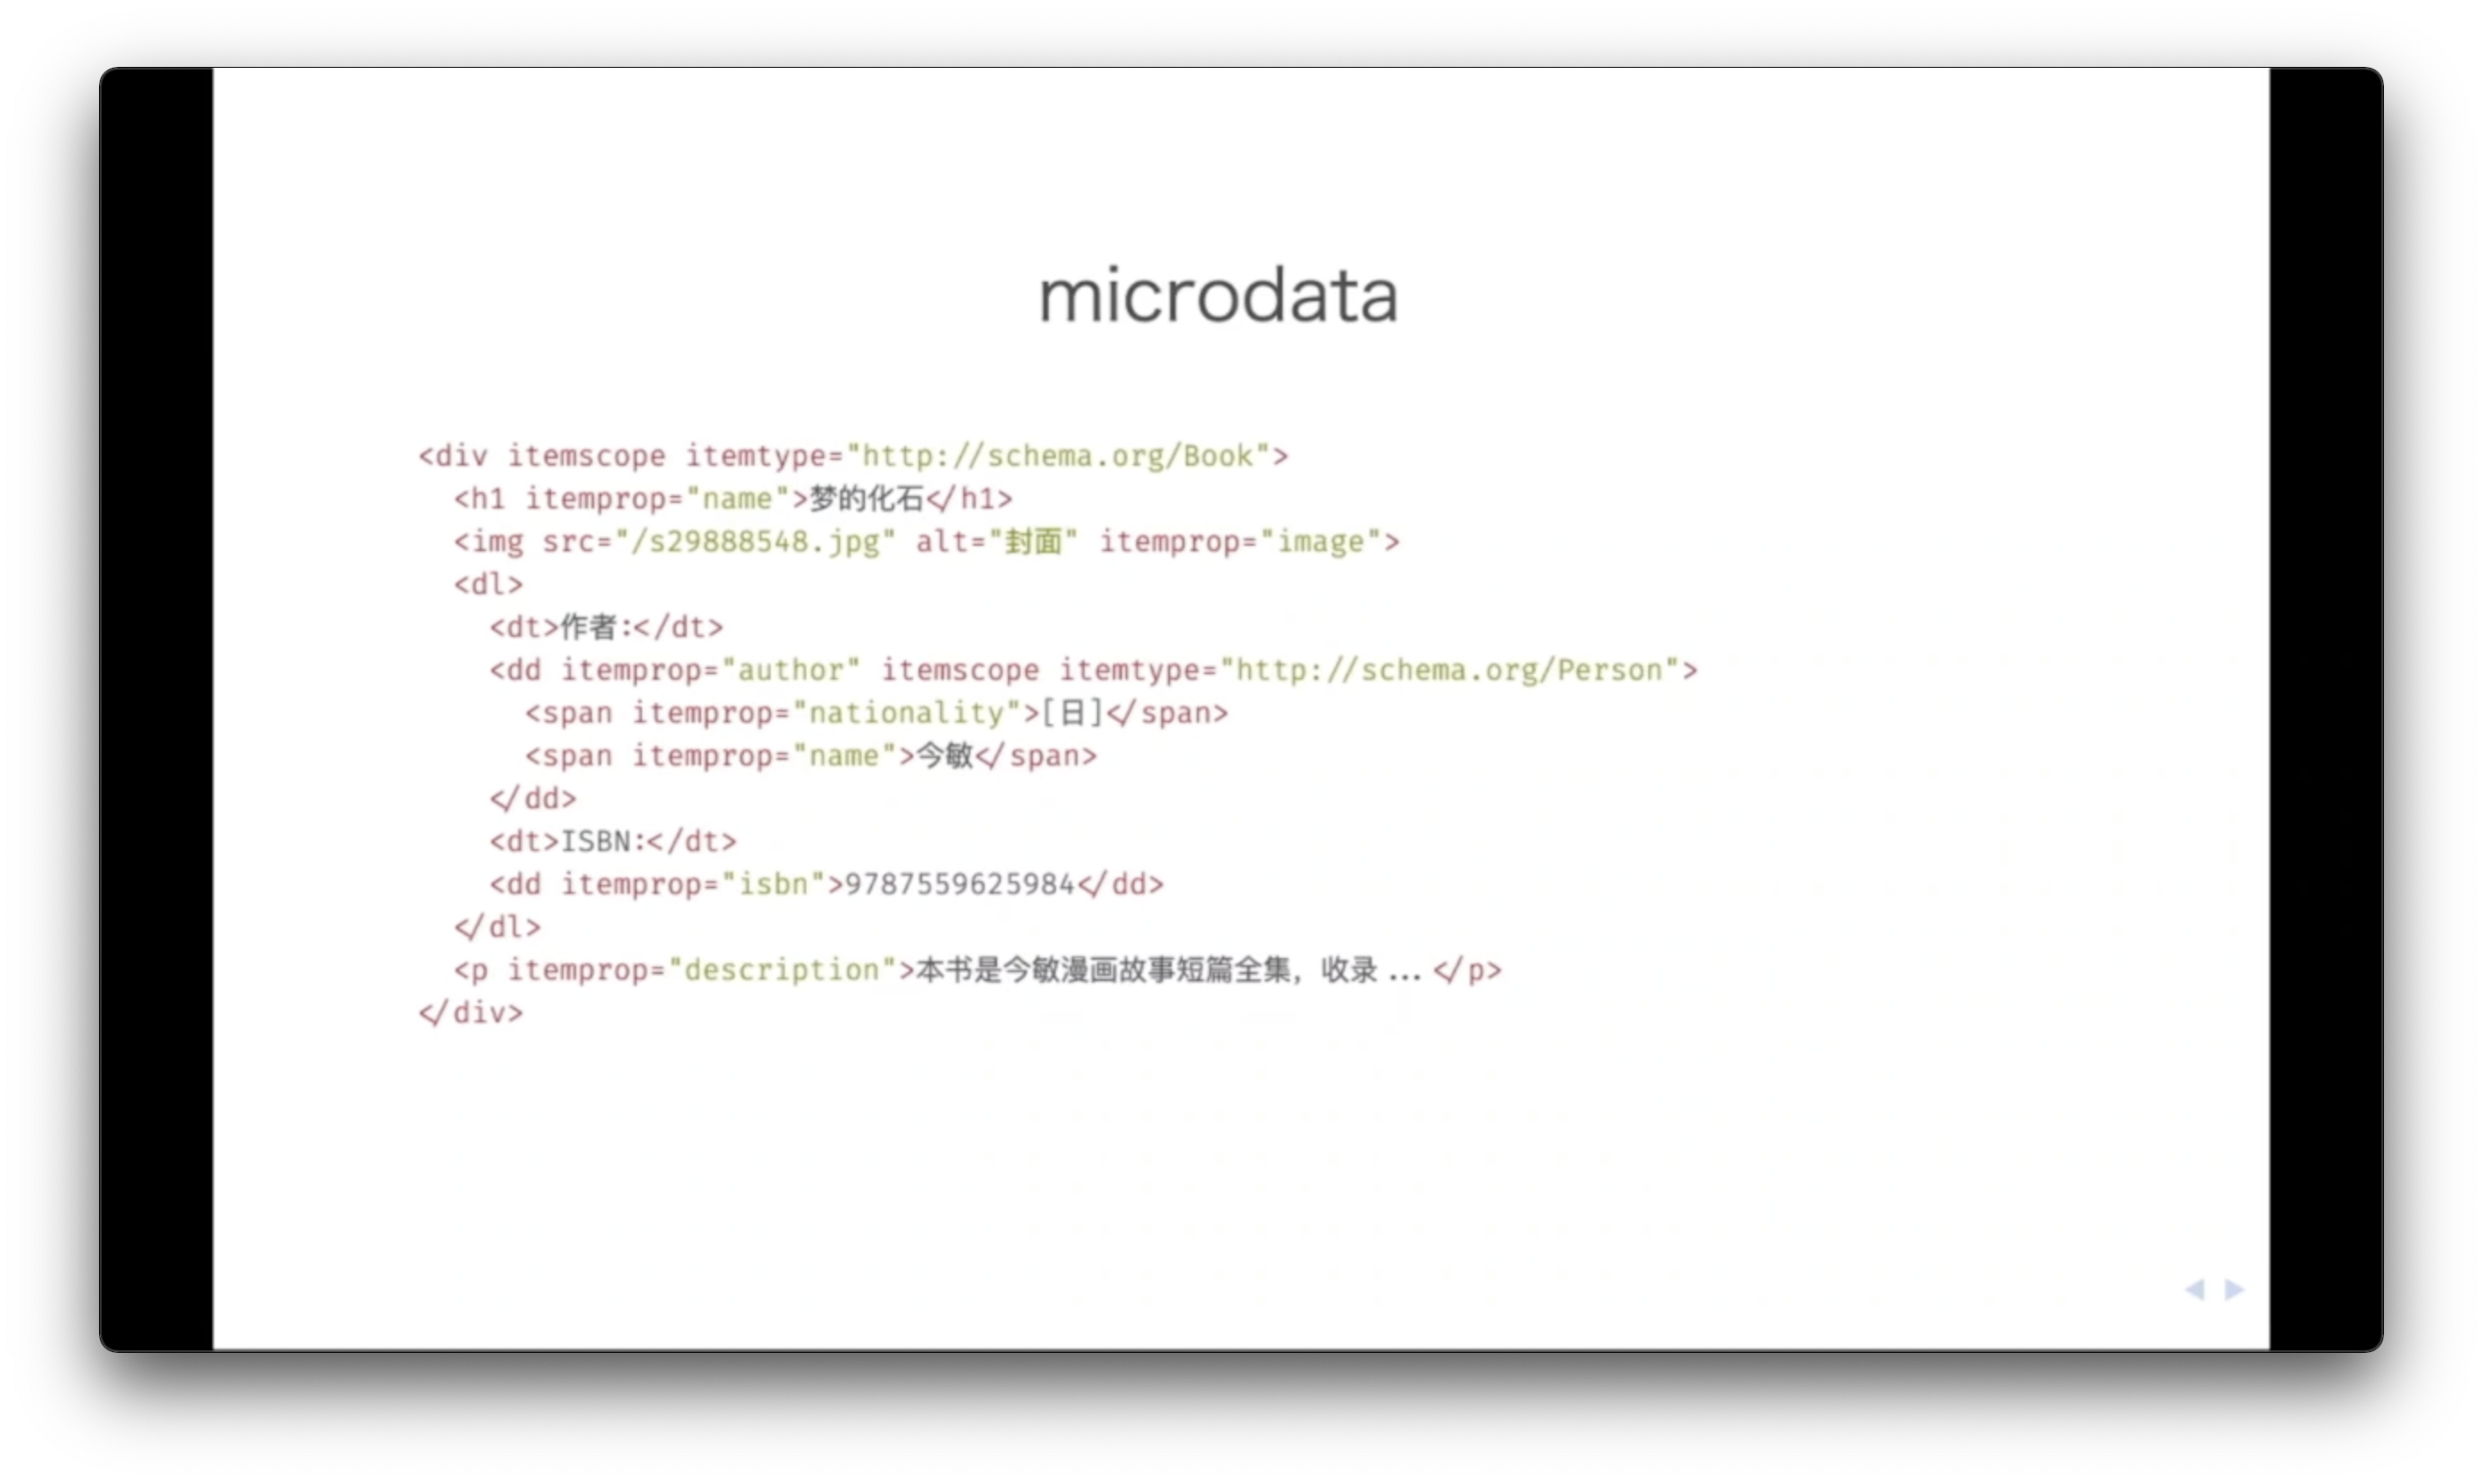 microdata
<div itemscope itemtype="http://schema.org/Book">
<h1 itemprop="name">梦的化石</h1>
<img src="/s29888548.jpg" alt="封面" itemprop="image">
<dl>
<dt>作者:</dt>
<dd itemprop="author" itemscope itemtype="http://schema.org/Person">
<span itemprop="nationality">[日]</span>
<span itemprop="name">今敏</span>
</dd>
<dt>ISBN:</dt>
<dd itemprop="isbn">9787559625984</dd>
</dl>
<p itemprop="description">本书是今敏漫画故事短篇全集，收录 ... </p>
</div>